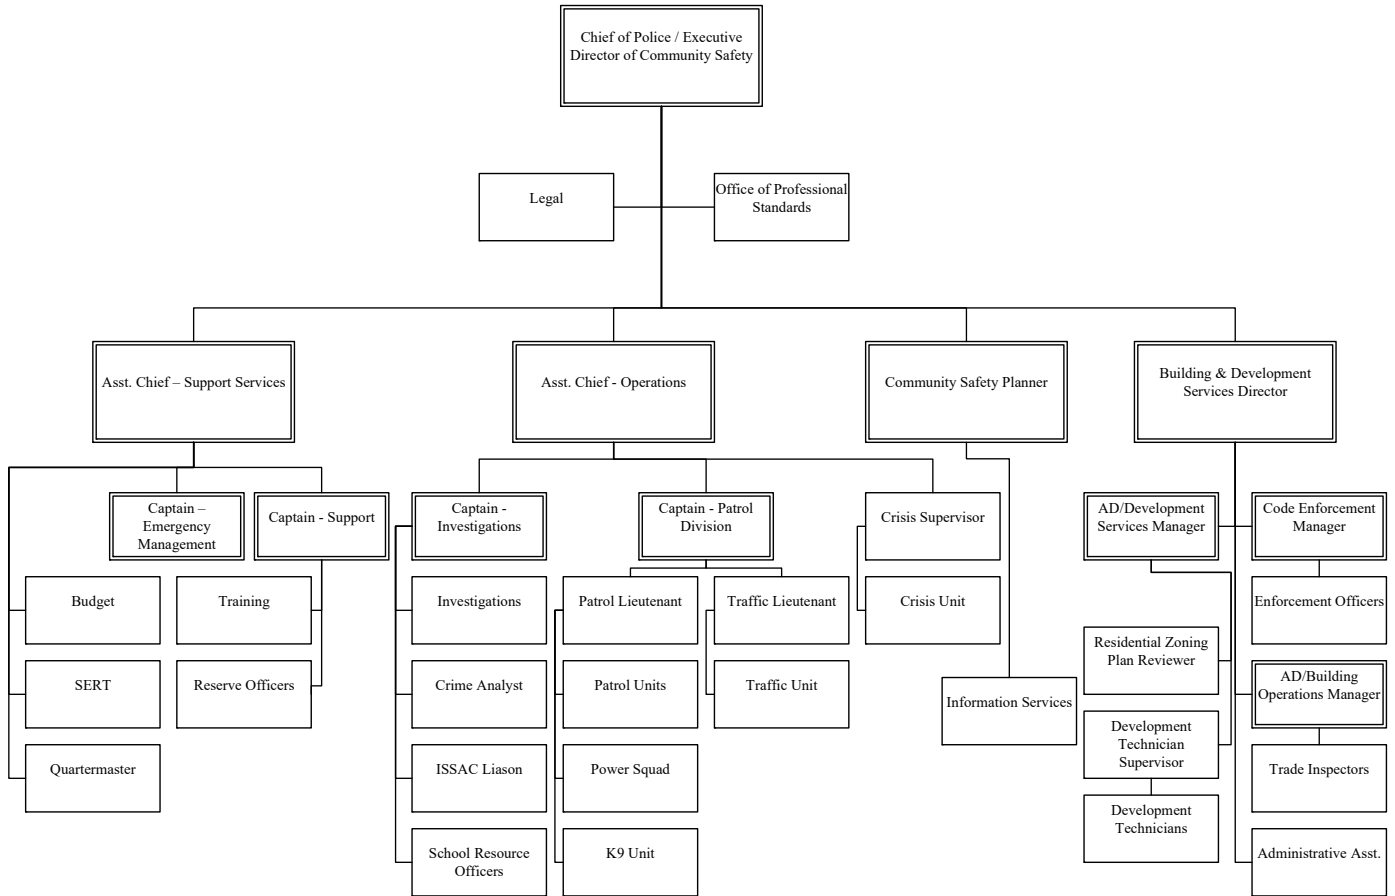 Chief of Police / Executive
Director of Community Safety
Legal
Office of Professional
Standards
Asst. Chief – Support Services
Asst. Chief - Operations
Community Safety Planner
Building & Development
Services Director
Captain –
Emergency
Management
Captain - Support
Captain -
Investigations
Captain - Patrol
Division
Crisis Supervisor
AD/Development
Services Manager
Code Enforcement
Manager
Budget
Training
Investigations
Patrol Lieutenant
Traffic Lieutenant
Crisis Unit
Enforcement Officers
Residential Zoning
Plan Reviewer
SERT
Reserve Officers
Crime Analyst
Patrol Units
Traffic Unit
Information Services
AD/Building
Operations Manager
Development
Technician
Supervisor
Quartermaster
ISSAC Liason
Power Squad
Trade Inspectors
Development
Technicians
School Resource
Officers
K9 Unit
Administrative Asst.